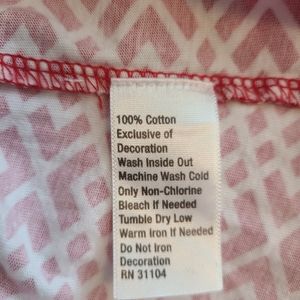 100% Cotton
Exclusive of
Decoration
Wash Inside Out
Machine Wash Cold
Only Non-Chlorine
Bleach If Needed
Tumble Dry Low
Warm Iron If Needed
Do Not Iron
Decoration
RN 31104